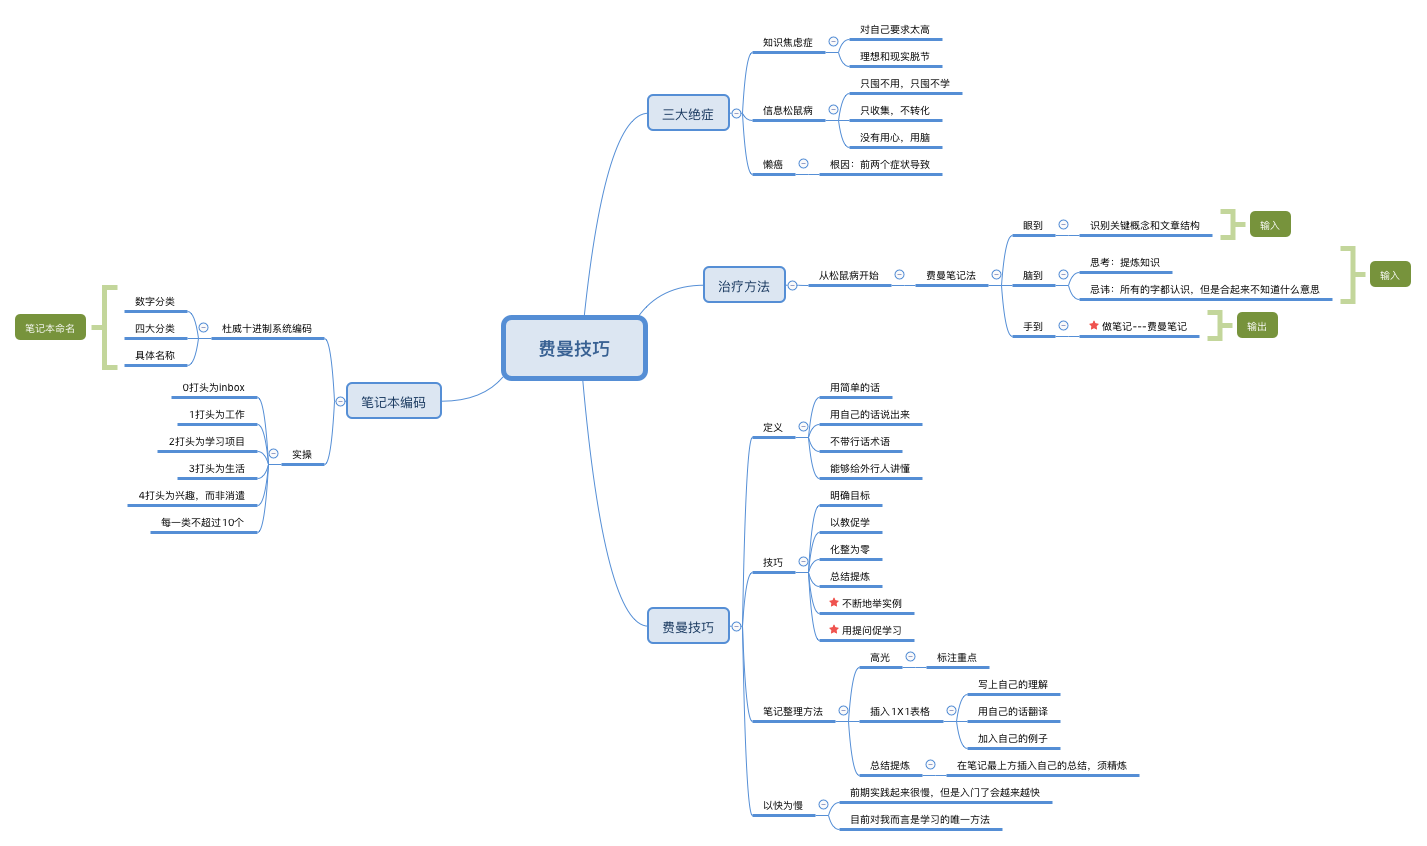 费曼技巧
三大绝症
知识焦虑症
对自己要求太高
理想和现实脱节
信息松鼠病
只囤不用，只囤不学
只收集，不转化
没有用心，用脑
懒癌
根因：前两个症状导致
治疗方法
从松鼠病开始
费曼笔记法
眼到
识别关键概念和文章结构
输入
脑到
思考：提炼知识
忌讳：所有的字都认识，但是合起来不知道什么意思
输入
手到
做笔记---费曼笔记
输出
费曼技巧
定义
用简单的话
用自己的话说出来
不带行话术语
能够给外行人讲懂
技巧
明确目标
以教促学
化整为零
总结提炼
不断地举实例
用提问促学习
笔记整理方法
高光
标注重点
插入1X1表格
写上自己的理解
用自己的话翻译
加入自己的例子
总结提炼
在笔记最上方插入自己的总结，须精炼
以快为慢
前期实践起来很慢，但是入门了会越来越快
目前对我而言是学习的唯一方法
笔记本编码
杜威十进制系统编码
数字分类
四大分类
具体名称
笔记本命名
实操
0打头为inbox
1打头为工作
2打头为学习项目
3打头为生活
4打头为兴趣，而非消遣
每一类不超过10个